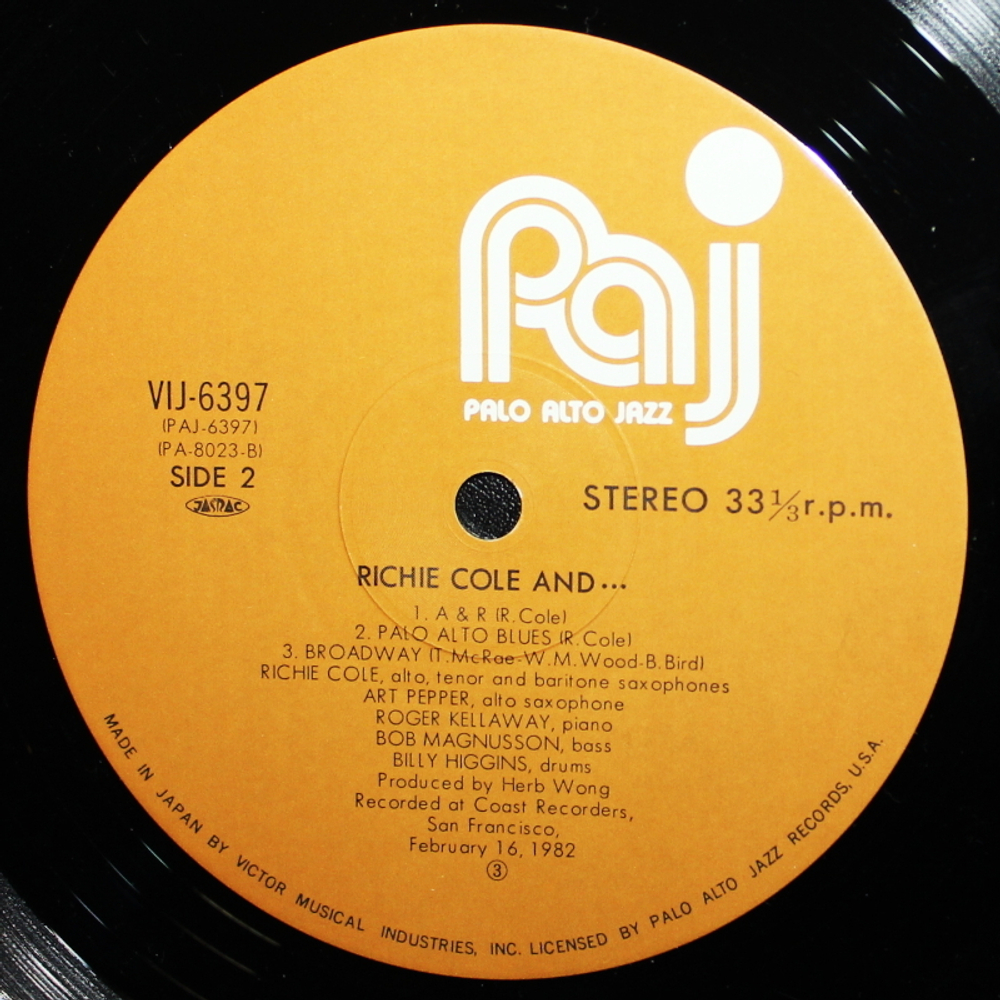 Paj
PALO ALTO JAZZ
VIJ-6397
(PAJ-6397)
(PA-8023-B)
SIDE 2
JASRAC
STEREO 33⅓r.p.m.
RICHIE COLE AND···
1. A & R (R.Cole)
2. PALO ALTO BLUES (R.Cole)
3. BROADWAY (T.McRae-W.M.Wood-B.Bird)
RICHIE COLE, alto, tenor and baritone saxophones
ART PEPPER, alto saxophone
ROGER KELLAWAY, piano
BOB MAGNUSSON, bass
BILLY HIGGINS, drums
Produced by Herb Wong
Recorded at Coast Recorders,
San Francisco,
February 16, 1982
③
MADE IN JAPAN BY VICTOR MUSICAL INDUSTRIES, INC. LICENSED BY PALO ALTO JAZZ RECORDS, U.S.A.